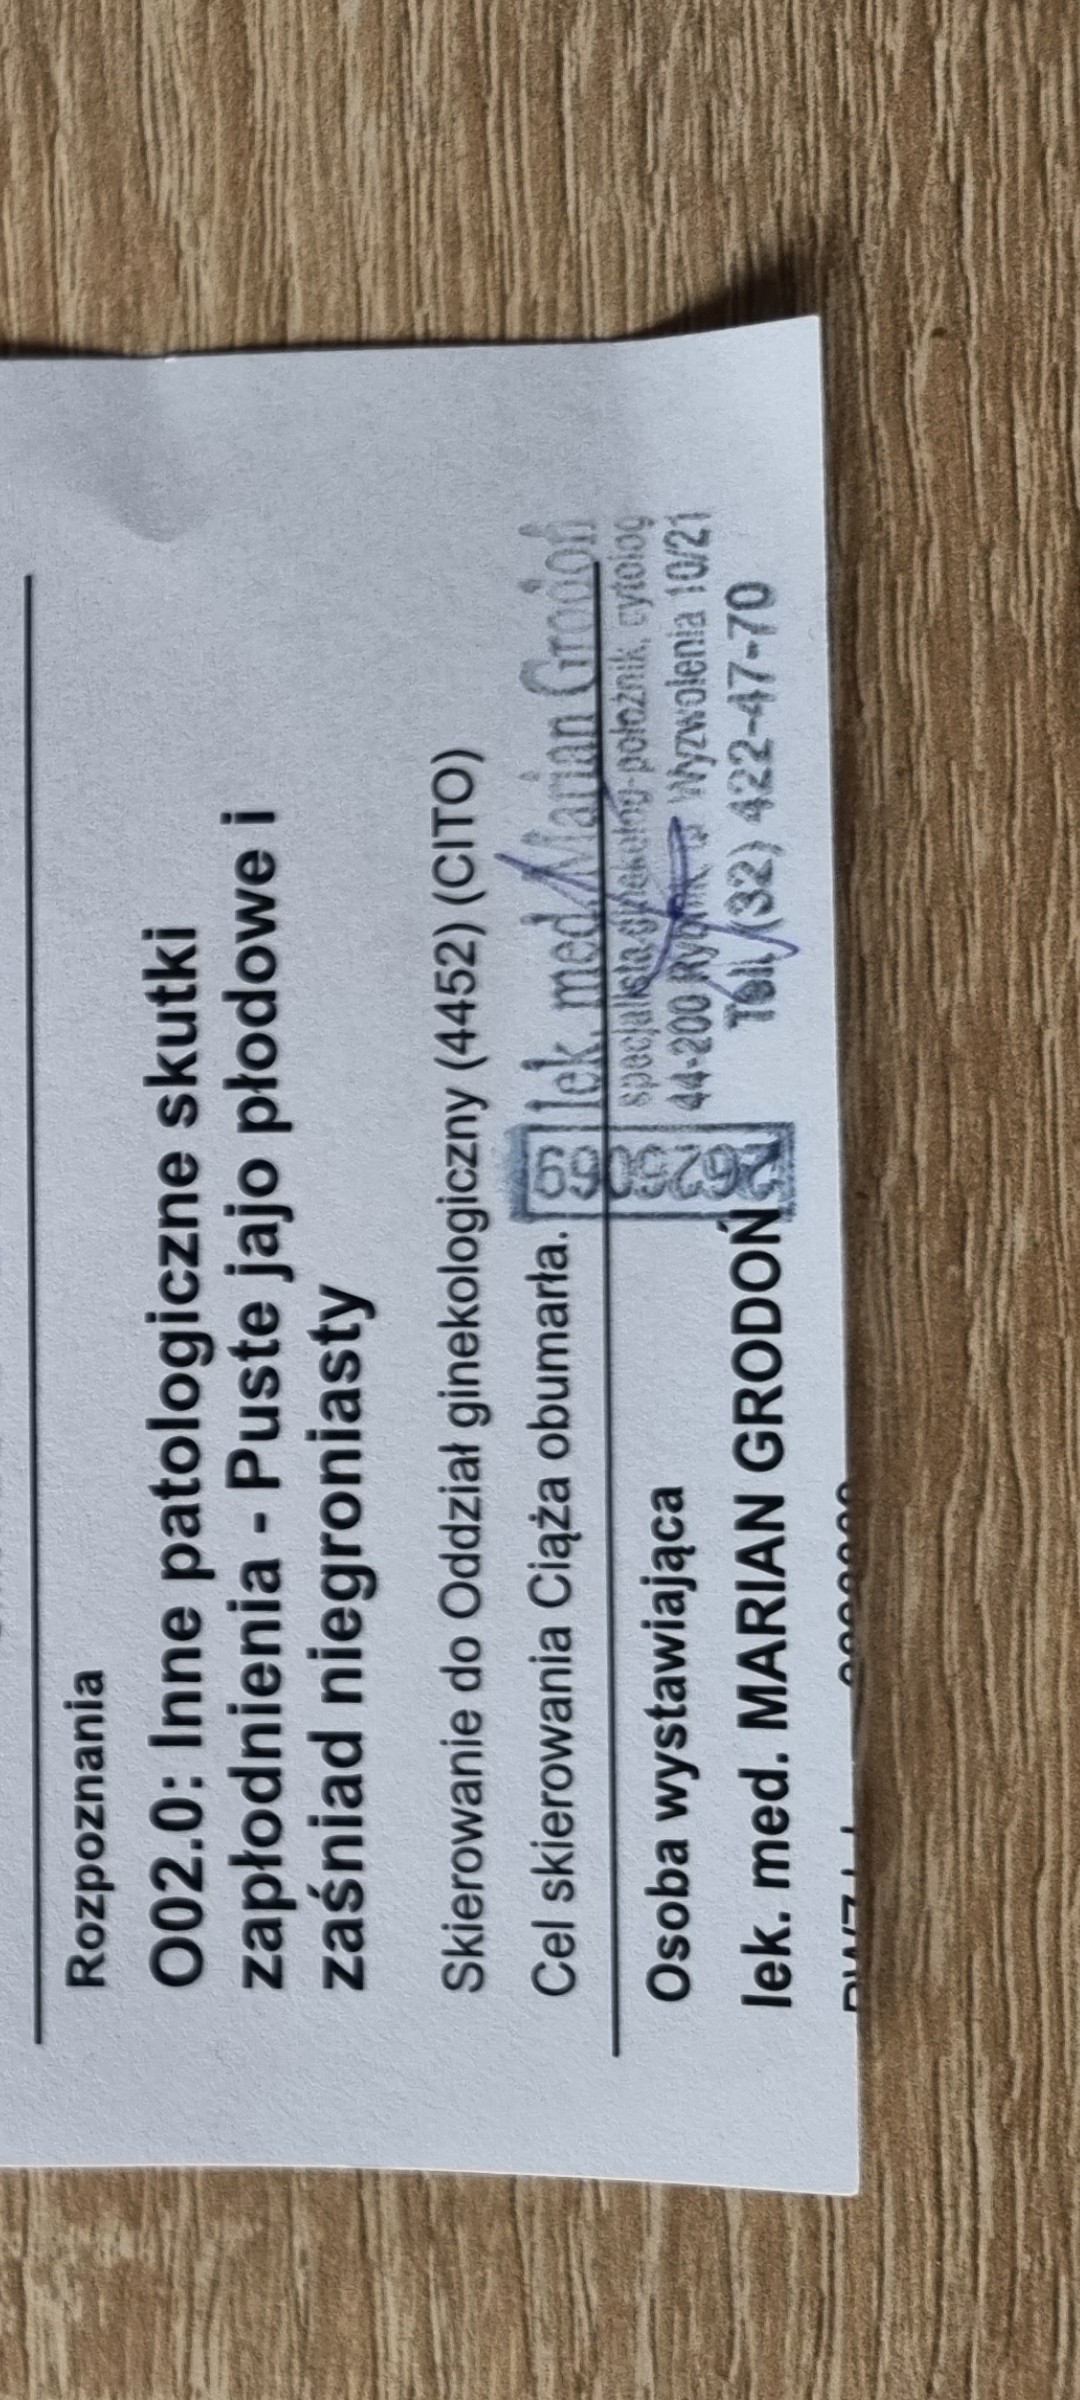 Rozpoznania
O02.0: Inne patologiczne skutki
zapłodnienia - Puste jajo płodowe i
zaśniad niegroniasty
Skierowanie do Oddział ginekologiczny (4452) (CITO)
Cel skierowania Ciąża obumarła.
2625069
lek. med. Marian Grodoń
specjalista ginekolog-położnik, cytolog
44-200 Rybnik, Wyzwolenia 10/21
Tel. (32) 422-47-70
Osoba wystawiająca
lek. med. MARIAN GRODOŃ